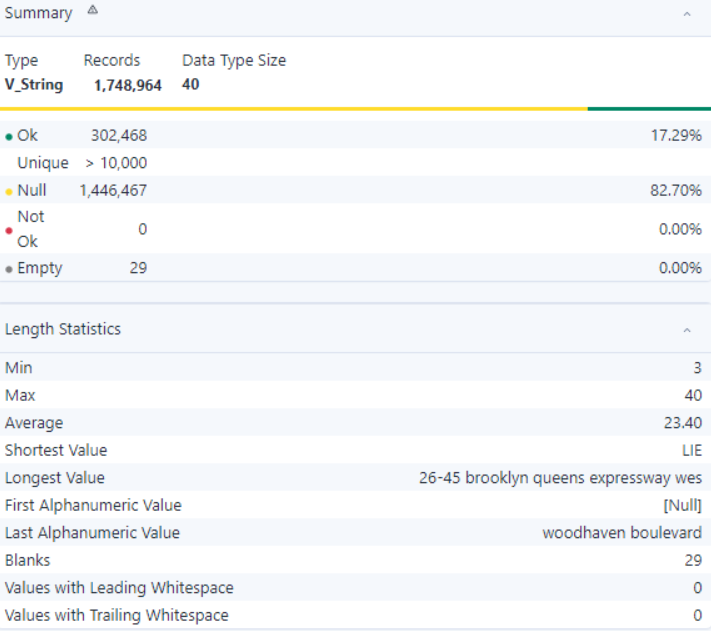 Summary
Type Records Data Type Size
V_String 1,748,964 40
Ok 302,468 17.29%
Unique > 10,000
Null 1,446,467 82.70%
Not
Ok 0 0.00%
Empty 29 0.00%
Length Statistics
Min 3
Max 40
Average 23.40
Shortest Value LIE
Longest Value 26-45 brooklyn queens expressway wes
First Alphanumeric Value [Null]
Last Alphanumeric Value woodhaven boulevard
Blanks 29
Values with Leading Whitespace 0
Values with Trailing Whitespace 0